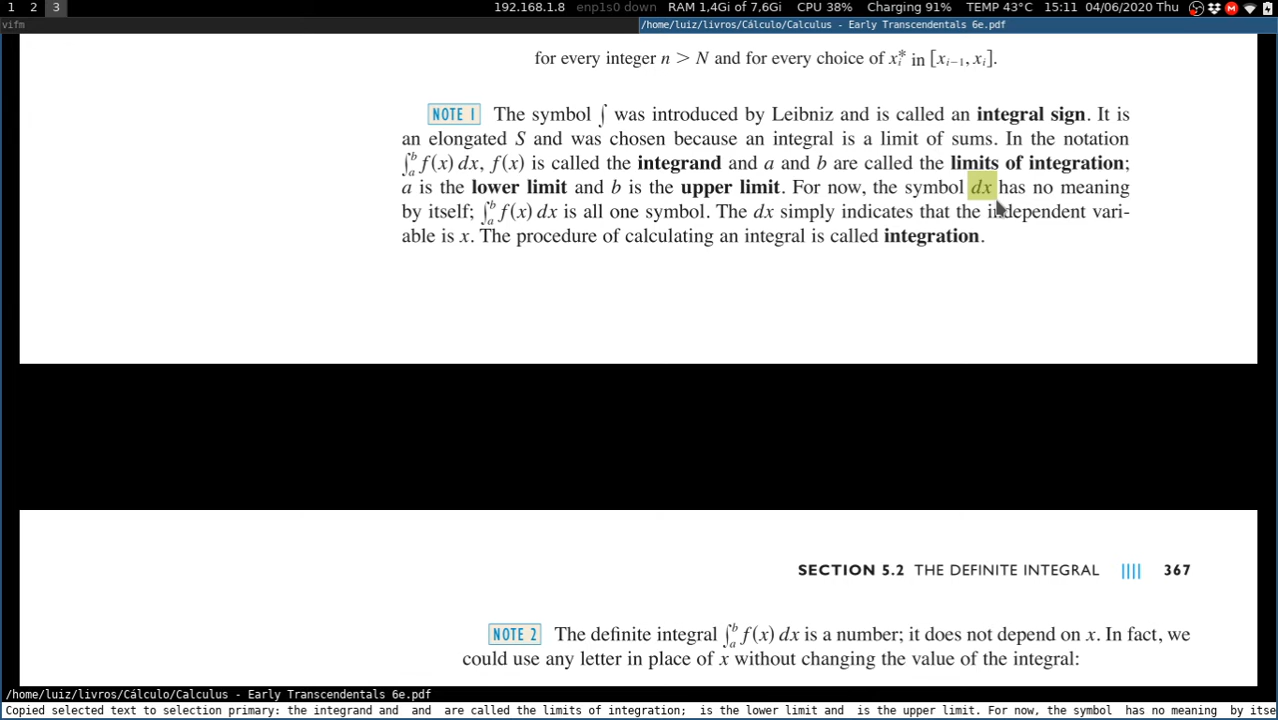 1 2 3 192.168.1.8 enp1s0 down RAM 1,4Gi of 7,6Gi CPU 38% Charging 91% TEMP 43°C 15:11 04/06/2020 Thu
vifm /home/luiz/livros/Cálculo/Calculus - Early Transcendentals 6e.pdf
for every integer n > N and for every choice of xᵢ* in [xᵢ₋₁, xᵢ].
NOTE 1 The symbol ∫ was introduced by Leibniz and is called an integral sign. It is
an elongated S and was chosen because an integral is a limit of sums. In the notation
∫ₐᵇ f(x) dx, f(x) is called the integrand and a and b are called the limits of integration;
a is the lower limit and b is the upper limit. For now, the symbol dx has no meaning
by itself; ∫ₐᵇ f(x) dx is all one symbol. The dx simply indicates that the independent vari-
able is x. The procedure of calculating an integral is called integration.
SECTION 5.2 THE DEFINITE INTEGRAL |||| 367
NOTE 2 The definite integral ∫ₐᵇ f(x) dx is a number; it does not depend on x. In fact, we
could use any letter in place of x without changing the value of the integral:
/home/luiz/livros/Cálculo/Calculus - Early Transcendentals 6e.pdf
Copied selected text to selection primary: the integrand and  and  are called the limits of integration;  is the lower limit and  is the upper limit. For now, the symbol  has no meaning  by itse